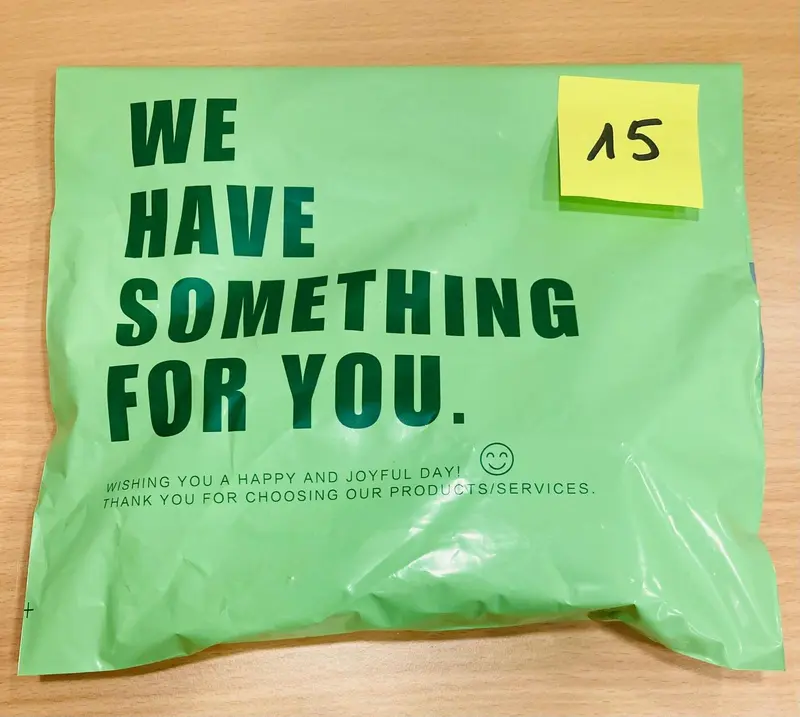 WE
HAVE
SOMETHING
FOR YOU.
WISHING YOU A HAPPY AND JOYFUL DAY!
THANK YOU FOR CHOOSING OUR PRODUCTS/SERVICES.
15